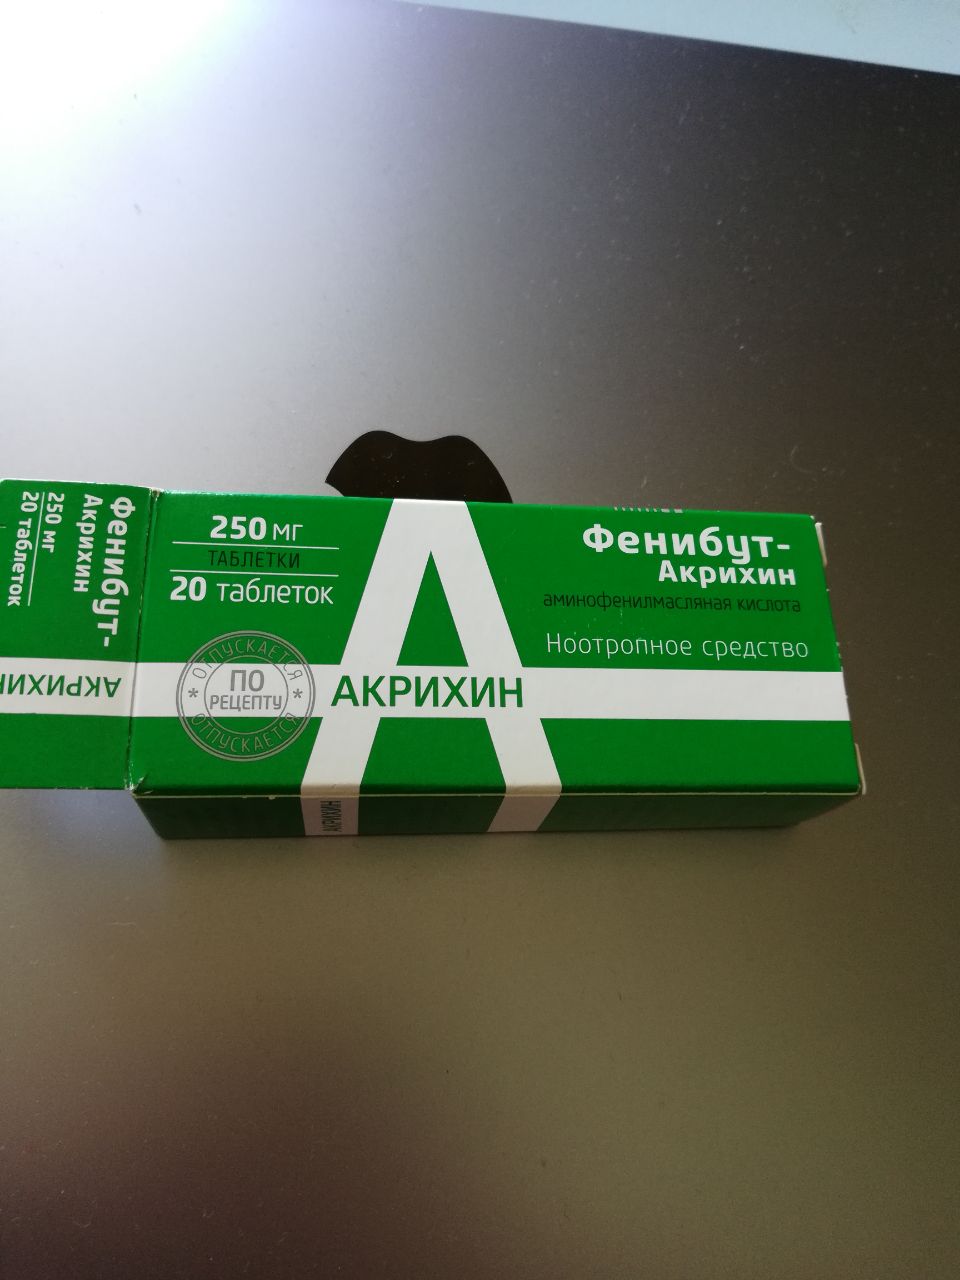 250 мг
ТАБЛЕТКИ
20 таблеток
Фенибут-
Акрихин
аминофенилмасляная кислота
Ноотропное средство
ОТПУСКАЕТСЯ
ПО
РЕЦЕПТУ
ОТПУСКАЕТСЯ
АКРИХИН
АКРИХИН
Фенибут-
Акрихин
250 мг
20 таблеток
АКРИХИН